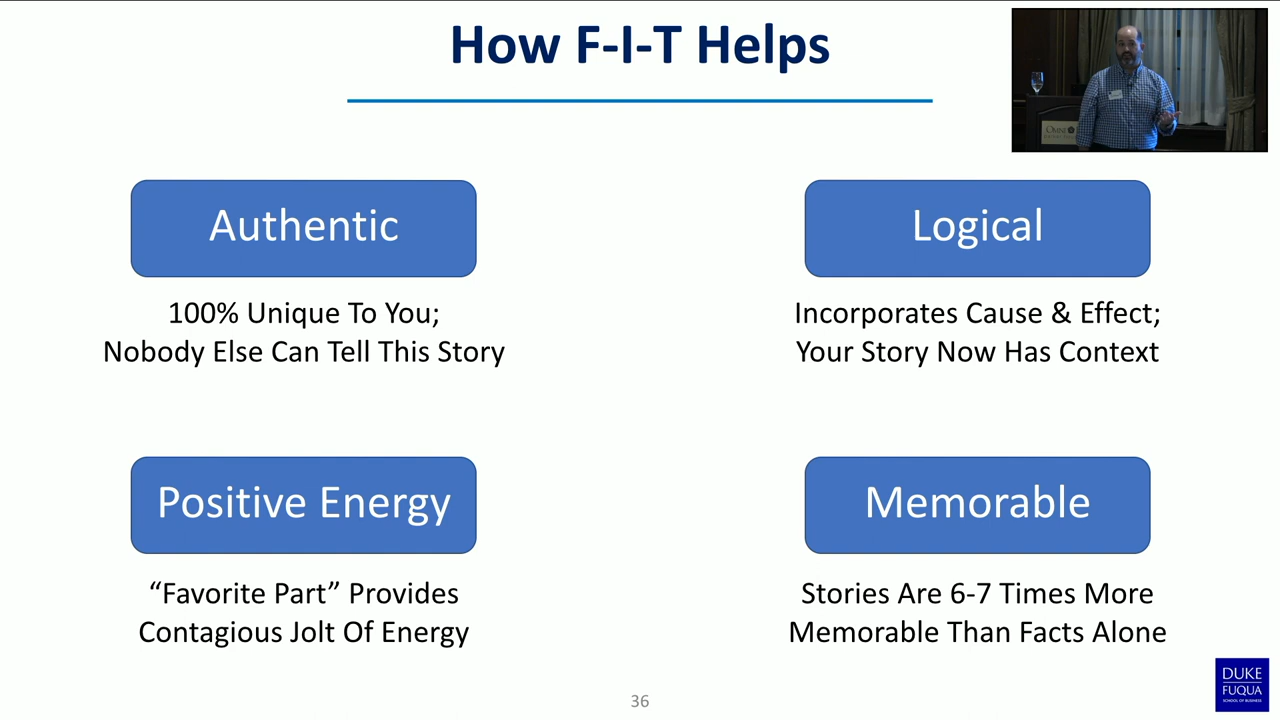 How F-I-T Helps
Authentic
100% Unique To You;
Nobody Else Can Tell This Story
Logical
Incorporates Cause & Effect;
Your Story Now Has Context
Positive Energy
“Favorite Part” Provides
Contagious Jolt Of Energy
Memorable
Stories Are 6-7 Times More
Memorable Than Facts Alone
36
DUKE
FUQUA
SCHOOL OF BUSINESS
Duke